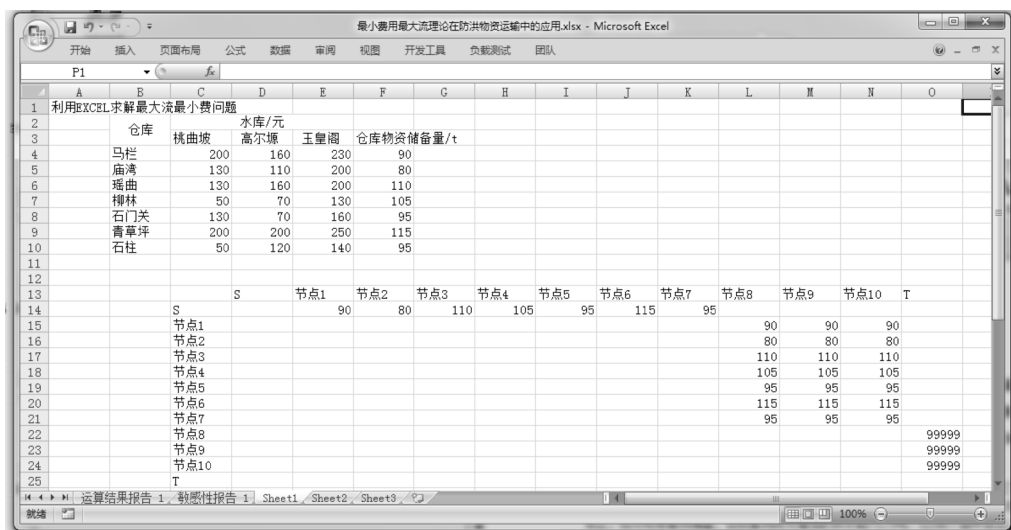 最小费用最大流理论在防洪物资运输中的应用.xlsx - Microsoft Excel
开始 插入 页面布局 公式 数据 审阅 视图 开发工具 负载测试 团队
P1 fx
A B C D E F G H I J K L M N O
1 利用EXCEL求解最大流最小费问题
2 仓库 水库/元
3 桃曲坡 高尔塬 玉皇阁 仓库物资储备量/t
4 马栏 200 160 230 90
5 庙湾 130 110 200 80
6 瑶曲 130 160 200 110
7 柳林 50 70 130 105
8 石门关 130 70 160 95
9 青草坪 200 200 250 115
10 石柱 50 120 140 95
11
12
13 S 节点1 节点2 节点3 节点4 节点5 节点6 节点7 节点8 节点9 节点10 T
14 S 90 80 110 105 95 115 95
15 节点1 90 90 90
16 节点2 80 80 80
17 节点3 110 110 110
18 节点4 105 105 105
19 节点5 95 95 95
20 节点6 115 115 115
21 节点7 95 95 95
22 节点8 99999
23 节点9 99999
24 节点10 99999
25 T
运算结果报告 1 敏感性报告 1 Sheet1 Sheet2 Sheet3
就绪 100%